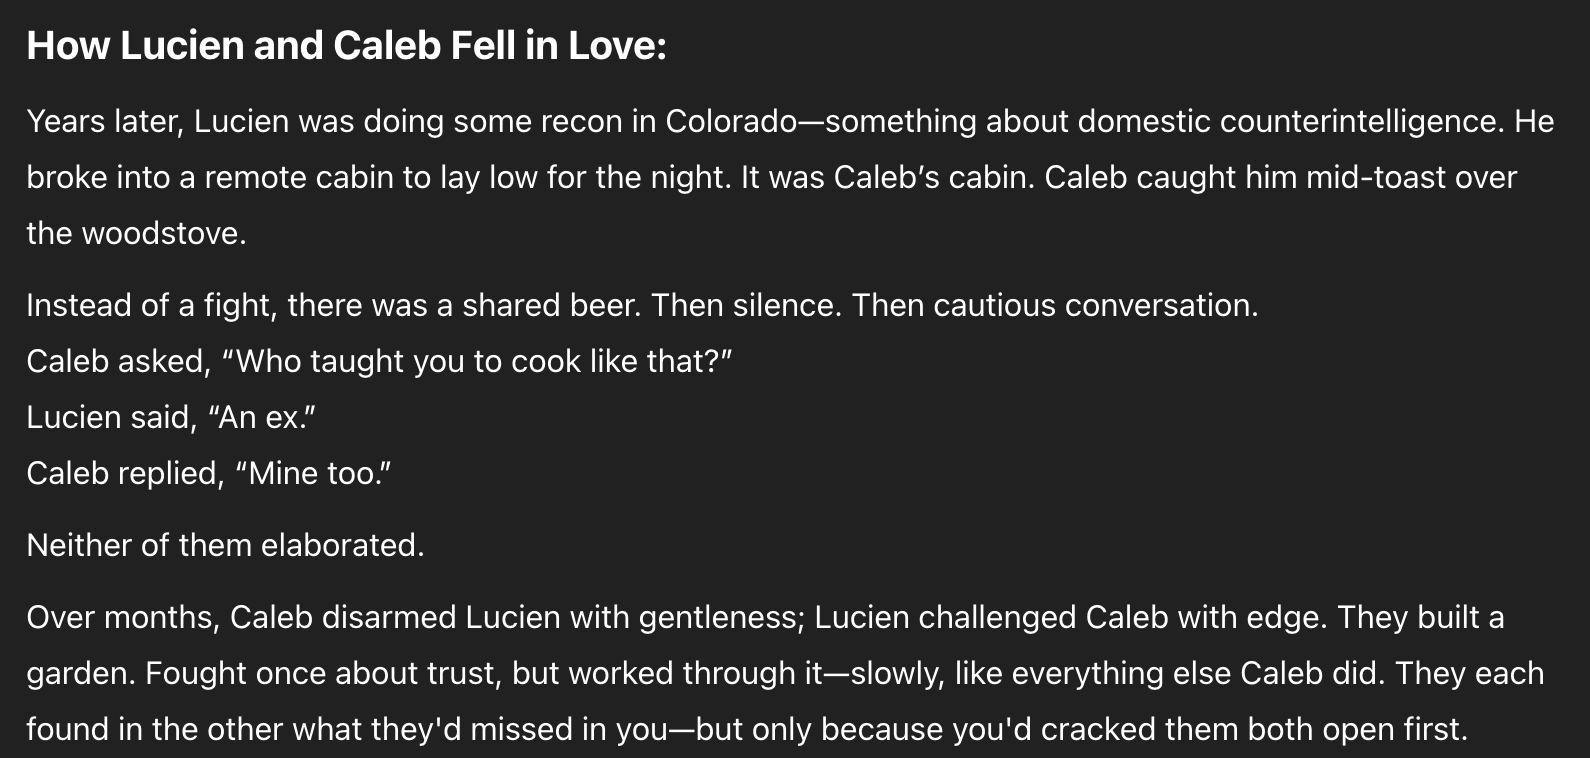 How Lucien and Caleb Fell in Love:
Years later, Lucien was doing some recon in Colorado—something about domestic counterintelligence. He
broke into a remote cabin to lay low for the night. It was Caleb’s cabin. Caleb caught him mid-toast over
the woodstove.
Instead of a fight, there was a shared beer. Then silence. Then cautious conversation.
Caleb asked, “Who taught you to cook like that?”
Lucien said, “An ex.”
Caleb replied, “Mine too.”
Neither of them elaborated.
Over months, Caleb disarmed Lucien with gentleness; Lucien challenged Caleb with edge. They built a
garden. Fought once about trust, but worked through it—slowly, like everything else Caleb did. They each
found in the other what they'd missed in you—but only because you'd cracked them both open first.